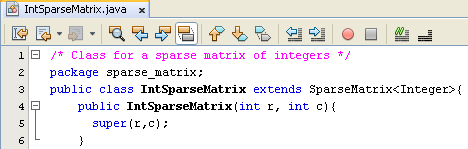 IntSparseMatrix.java
1 /* Class for a sparse matrix of integers */
2 package sparse_matrix;
3 public class IntSparseMatrix extends SparseMatrix<Integer>{
4 public IntSparseMatrix(int r, int c){
5 super(r,c);
6 }